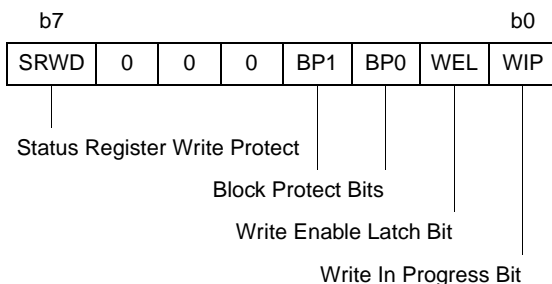 b7 b0
SRWD 0 0 0 BP1 BP0 WEL WIP
Status Register Write Protect
Block Protect Bits
Write Enable Latch Bit
Write In Progress Bit